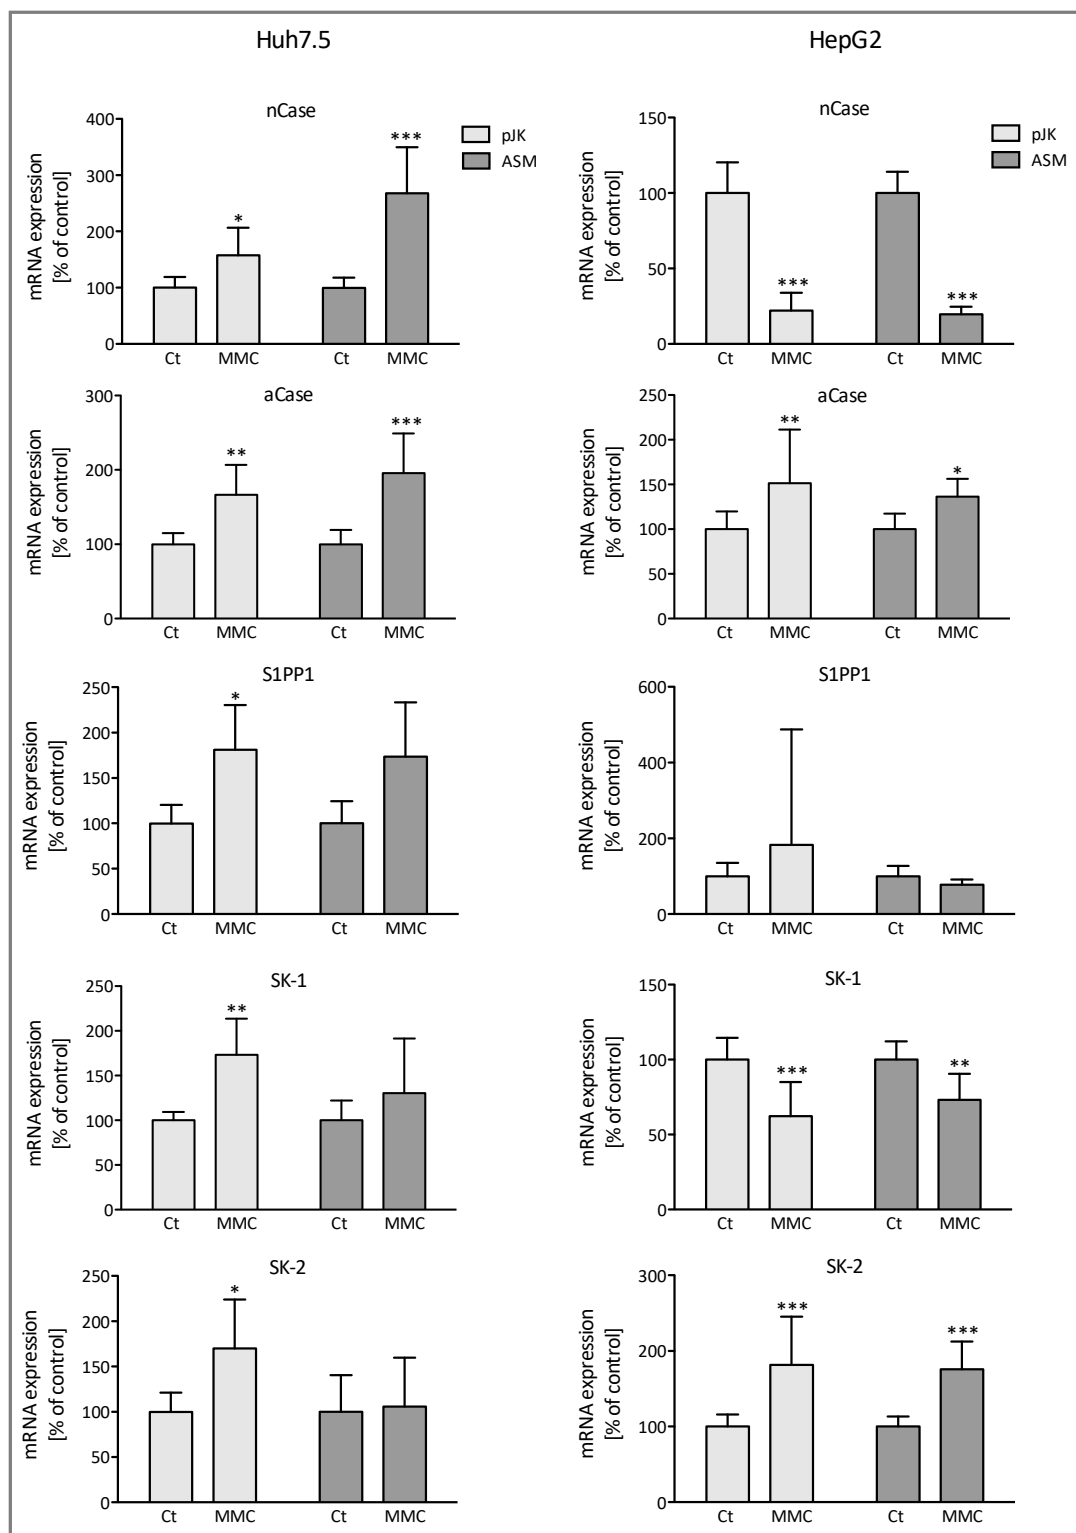 Huh7.5
HepG2
nCase
mRNA expression
[% of control]
400
300
200
100
0
*
***
Ct
MMC
Ct
MMC
pJK
ASM
nCase
mRNA expression
[% of control]
150
100
50
0
***
***
Ct
MMC
Ct
MMC
pJK
ASM
aCase
mRNA expression
[% of control]
300
200
100
0
**
***
Ct
MMC
Ct
MMC
aCase
mRNA expression
[% of control]
250
200
150
100
50
0
**
*
Ct
MMC
Ct
MMC
S1PP1
mRNA expression
[% of control]
250
200
150
100
50
0
*
Ct
MMC
Ct
MMC
S1PP1
mRNA expression
[% of control]
600
400
200
0
Ct
MMC
Ct
MMC
SK-1
mRNA expression
[% of control]
250
200
150
100
50
0
**
Ct
MMC
Ct
MMC
SK-1
mRNA expression
[% of control]
150
100
50
0
***
**
Ct
MMC
Ct
MMC
SK-2
mRNA expression
[% of control]
250
200
150
100
50
0
*
Ct
MMC
Ct
MMC
SK-2
mRNA expression
[% of control]
300
200
100
0
***
***
Ct
MMC
Ct
MMC